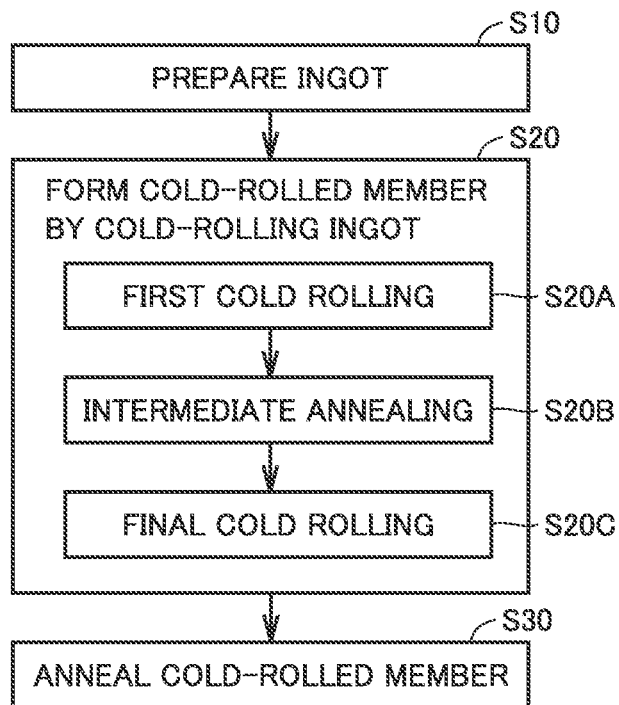 S10
PREPARE INGOT
S20
FORM COLD-ROLLED MEMBER
BY COLD-ROLLING INGOT
FIRST COLD ROLLING
S20A
INTERMEDIATE ANNEALING
S20B
FINAL COLD ROLLING
S20C
S30
ANNEAL COLD-ROLLED MEMBER